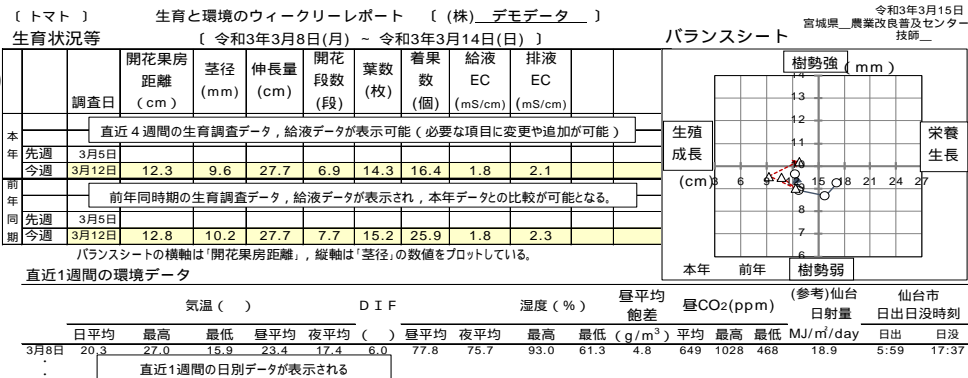 〔 トマト 〕 生育と環境のウィークリーレポート 〔 (株) デモデータ 〕
令和3年3月15日
宮城県__農業改良普及センター
技師__
生育状況等 〔 令和3年3月8日(月) ~ 令和3年3月14日(日) 〕
調査日 開花果房距離(cm) 茎径(mm) 伸長量(cm) 開花段数(段) 葉数(枚) 着果数(個) 給液EC(mS/cm) 排液EC(mS/cm)
本年
直近4週間の生育調査データ,給液データが表示可能(必要な項目に変更や追加が可能)
先週 3月5日
今週 3月12日 12.3 9.6 27.7 6.9 14.3 16.4 1.8 2.1
前年同期
前年同時期の生育調査データ,給液データが表示され,本年データとの比較が可能となる。
先週 3月5日
今週 3月12日 12.8 10.2 27.7 7.7 15.2 25.9 1.8 2.3
バランスシートの横軸は「開花果房距離」,縦軸は「茎径」の数値をプロットしている。
バランスシート
樹勢強 (mm)
14
13
12
11
生殖成長
栄養生長
(cm) 3 6 9 12 15 18 21 24 27
9
8
7
6
本年 前年 樹勢弱
直近1週間の環境データ
気温( ) DIF 湿度(%) 昼平均飽差 昼CO2(ppm) (参考)仙台日射量 仙台市日出日没時刻
日平均 最高 最低 昼平均 夜平均 ( ) 昼平均 夜平均 最高 最低 (g/m³) 平均 最高 最低 MJ/㎡/day 日出 日没
3月8日 20.3 27.0 15.9 23.4 17.4 6.0 77.8 75.7 93.0 61.3 4.8 649 1028 468 18.9 5:59 17:37
直近1週間の日別データが表示される